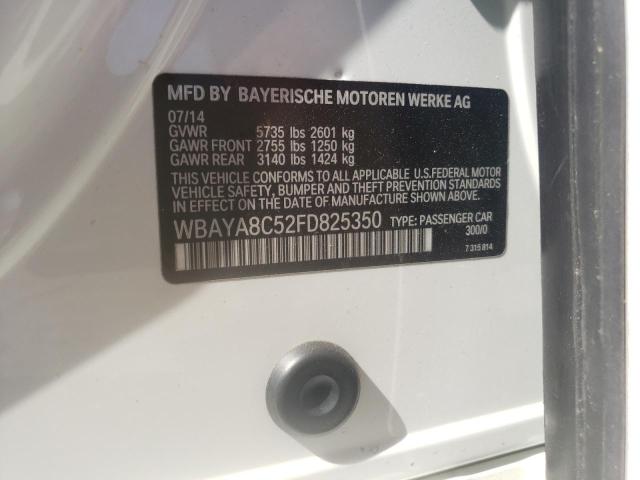 MFD BY BAYERISCHE MOTOREN WERKE AG
07/14
GVWR 5735 lbs 2601 kg
GAWR FRONT 2755 lbs 1250 kg
GAWR REAR 3140 lbs 1424 kg
THIS VEHICLE CONFORMS TO ALL APPLICABLE U.S.FEDERAL MOTOR
VEHICLE SAFETY, BUMPER AND THEFT PREVENTION STANDARDS IN
EFFECT ON THE DATE OF MANUFACTURE SHOWN ABOVE.
WBAYA8C52FD825350 TYPE: PASSENGER CAR
300/0
7 315 814